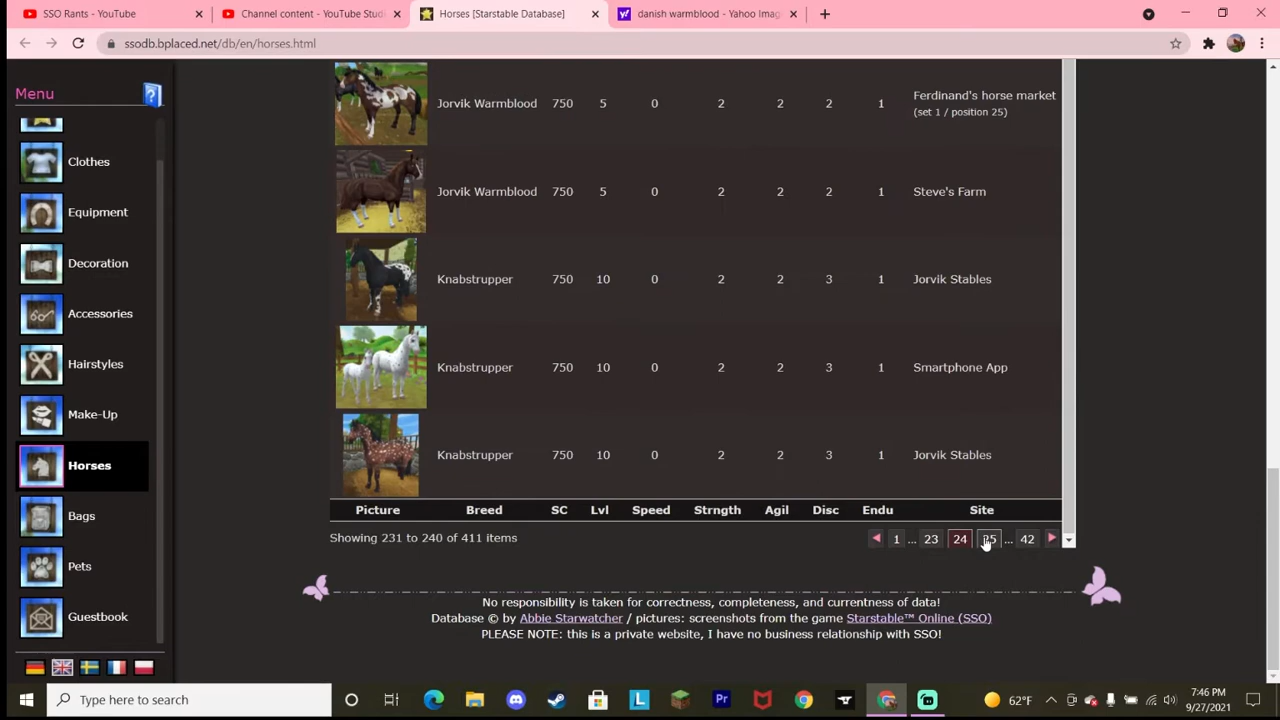 SSO Rants - YouTube
Channel content - YouTube Stud
Horses [Starstable Database]
danish warmblood - Yahoo Imag
ssodb.bplaced.net/db/en/horses.html
Menu
Clothes
Equipment
Decoration
Accessories
Hairstyles
Make-Up
Horses
Bags
Pets
Guestbook
Jorvik Warmblood 750 5 0 2 2 2 1 Ferdinand's horse market
(set 1 / position 25)
Jorvik Warmblood 750 5 0 2 2 2 1 Steve's Farm
Knabstrupper 750 10 0 2 2 3 1 Jorvik Stables
Knabstrupper 750 10 0 2 2 3 1 Smartphone App
Knabstrupper 750 10 0 2 2 3 1 Jorvik Stables
Picture Breed SC Lvl Speed Strngth Agil Disc Endu Site
Showing 231 to 240 of 411 items
1 ... 23 24 25 ... 42
No responsibility is taken for correctness, completeness, and currentness of data!
Database © by Abbie Starwatcher / pictures: screenshots from the game Starstable™ Online (SSO)
PLEASE NOTE: this is a private website, I have no business relationship with SSO!
Type here to search
62°F
7:46 PM
9/27/2021